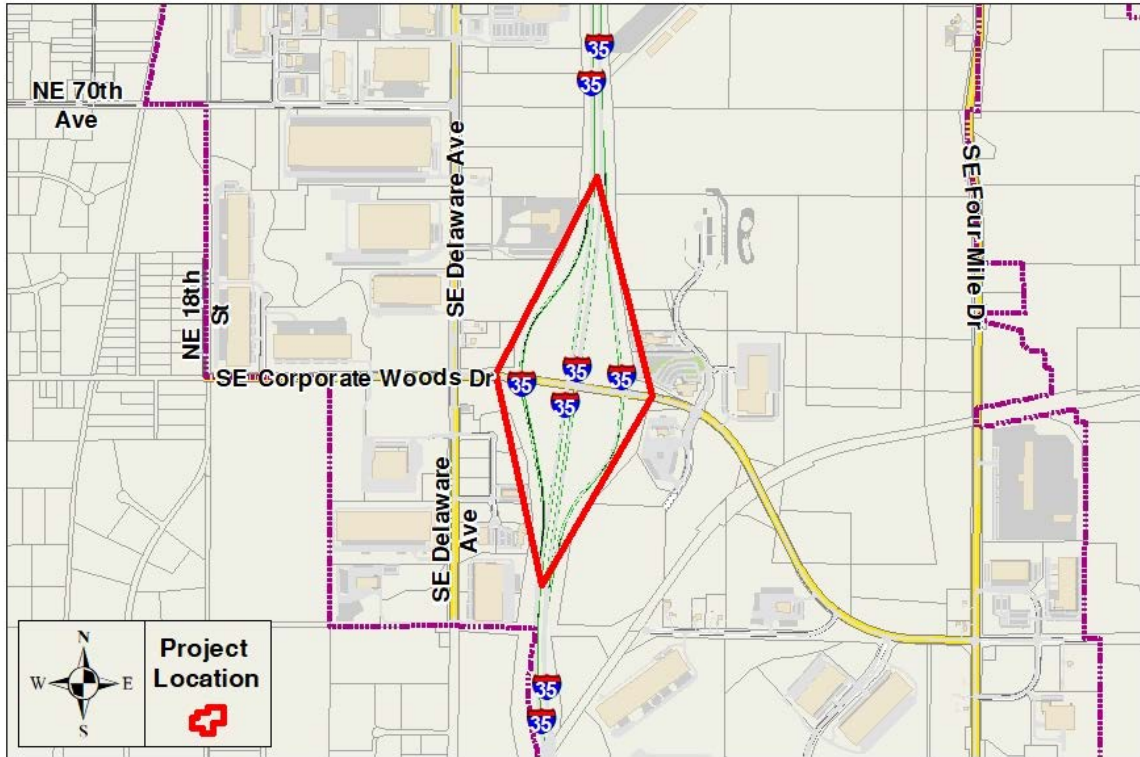 35
35
NE 70th
Ave
SE Delaware Ave
SE Four Mile Dr
NE 18th
St
SE Corporate Woods Dr
35
35
35
35
SE Delaware
Ave
N
W
E
S
Project
Location
35
35